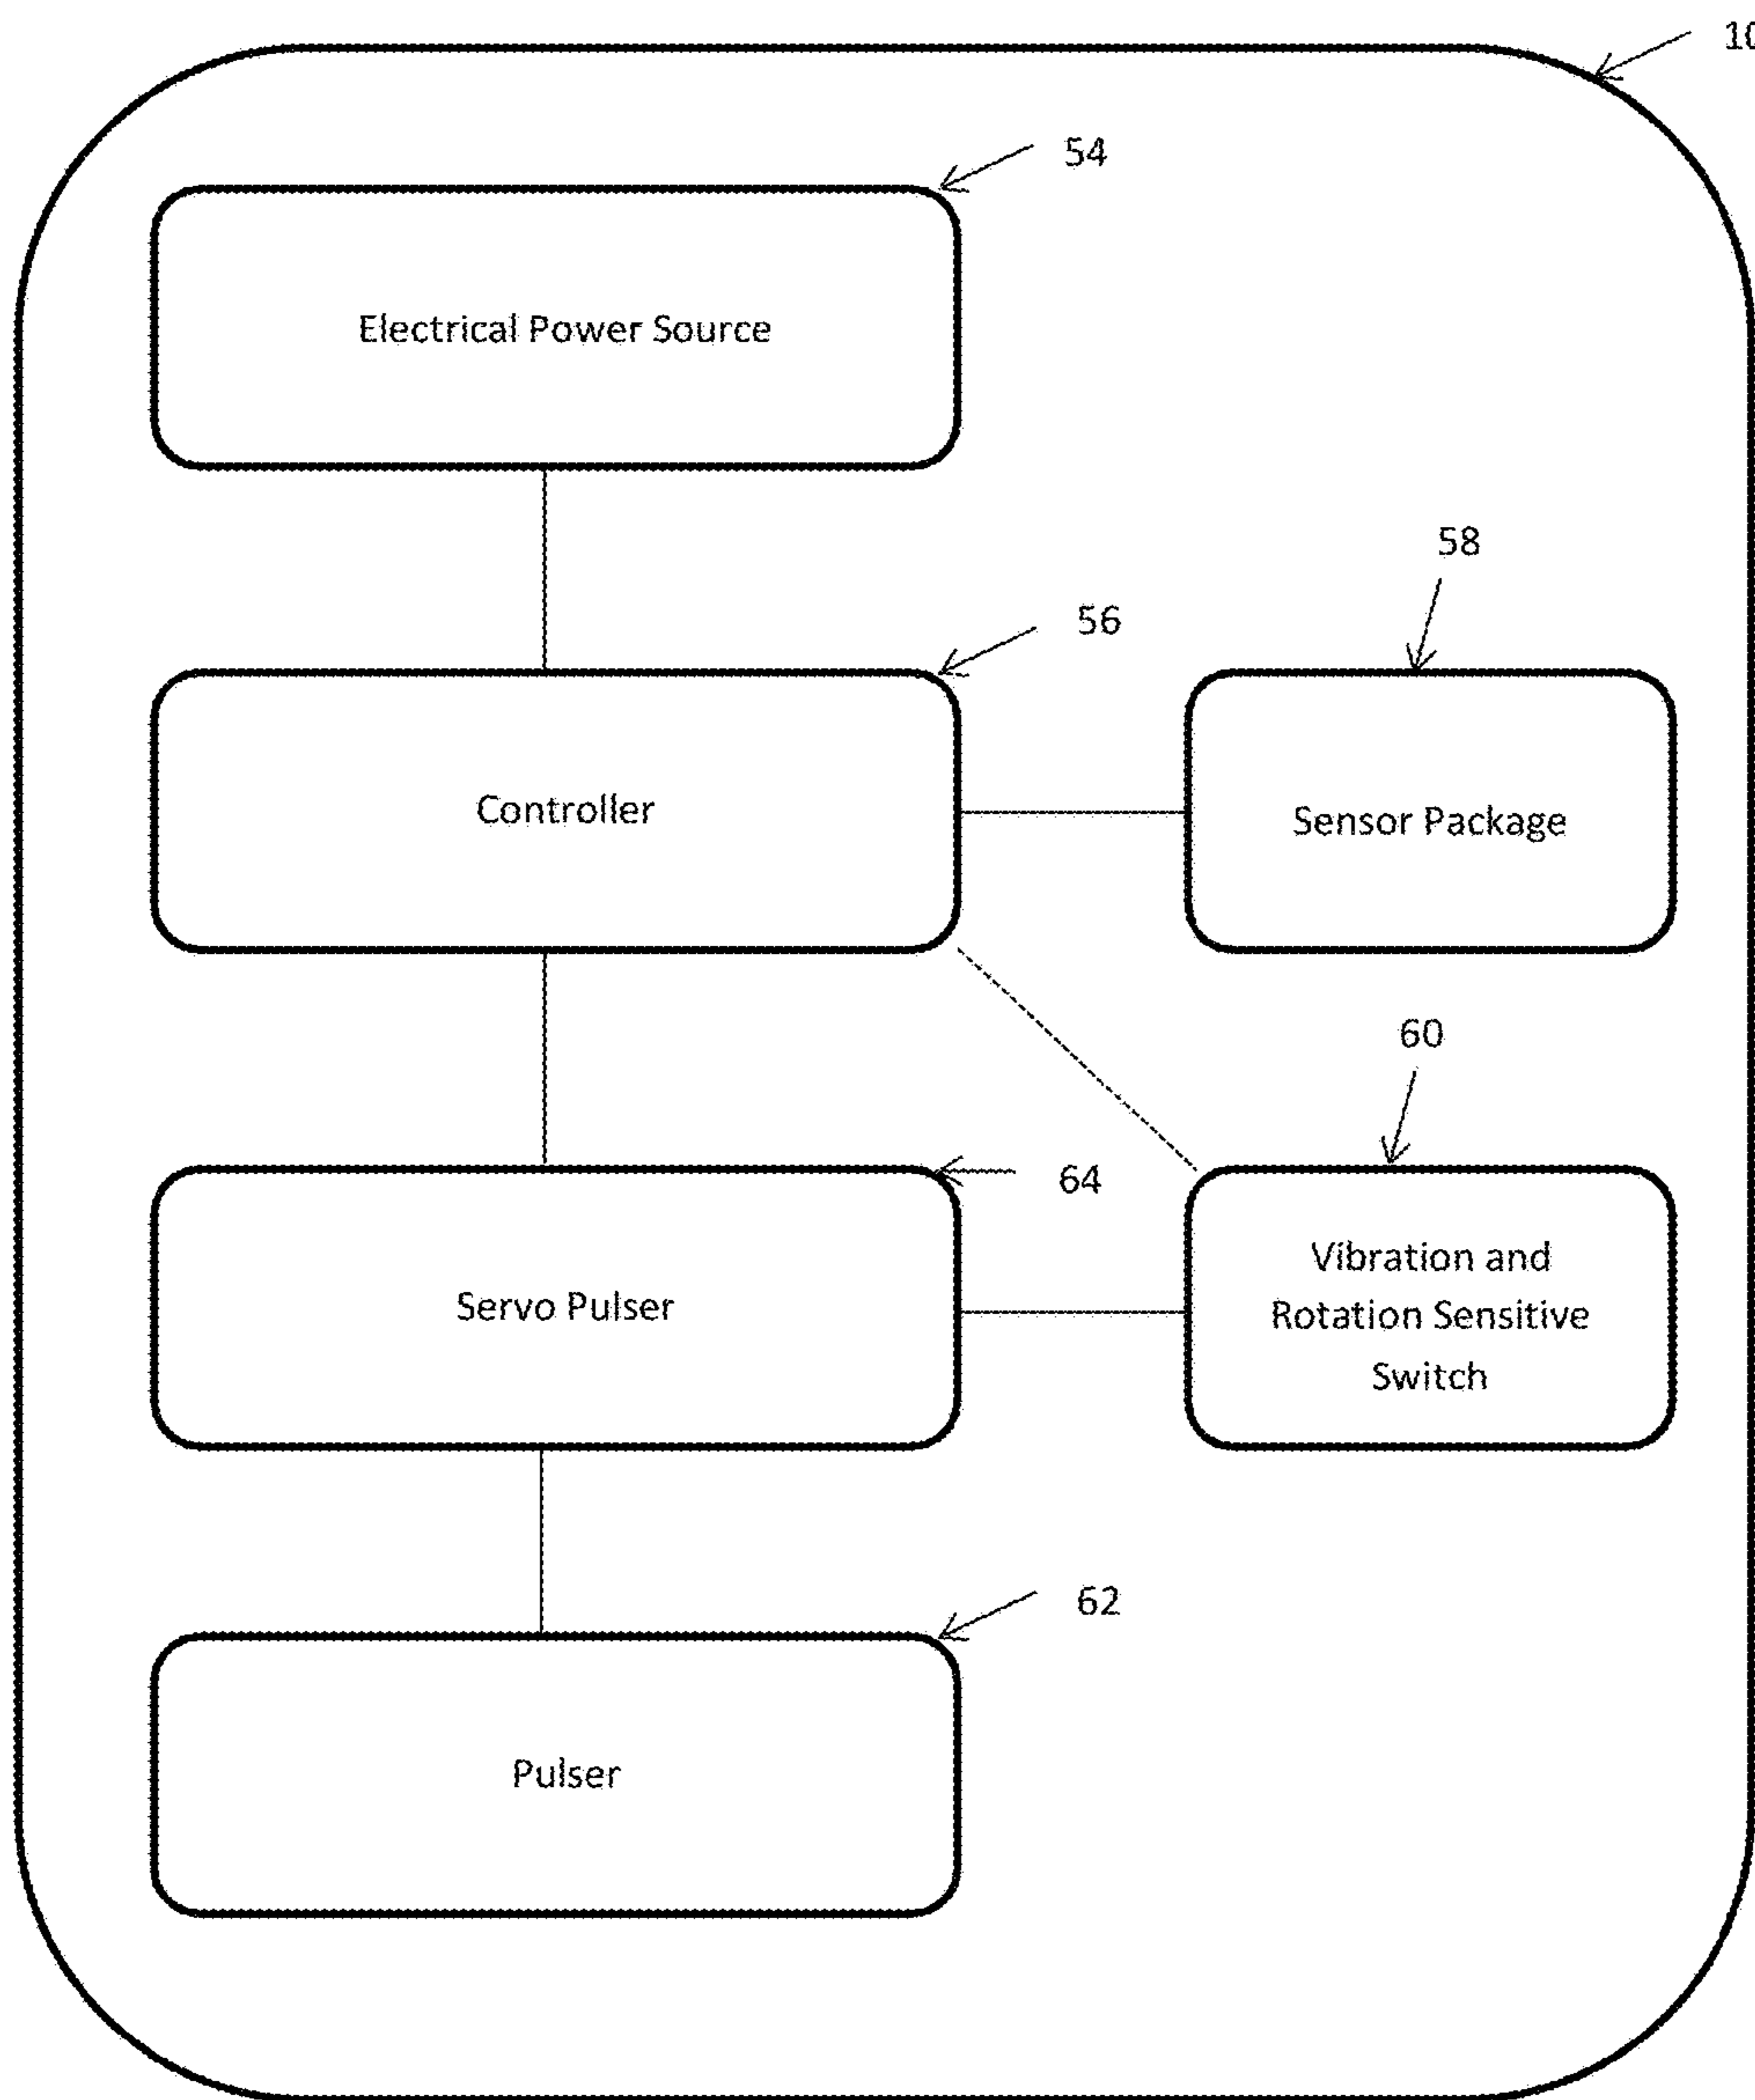 10
54
Electrical Power Source
58
56
Controller
Sensor Package
60
64
Servo Pulser
Vibration and
Rotation Sensitive
Switch
62
Pulser